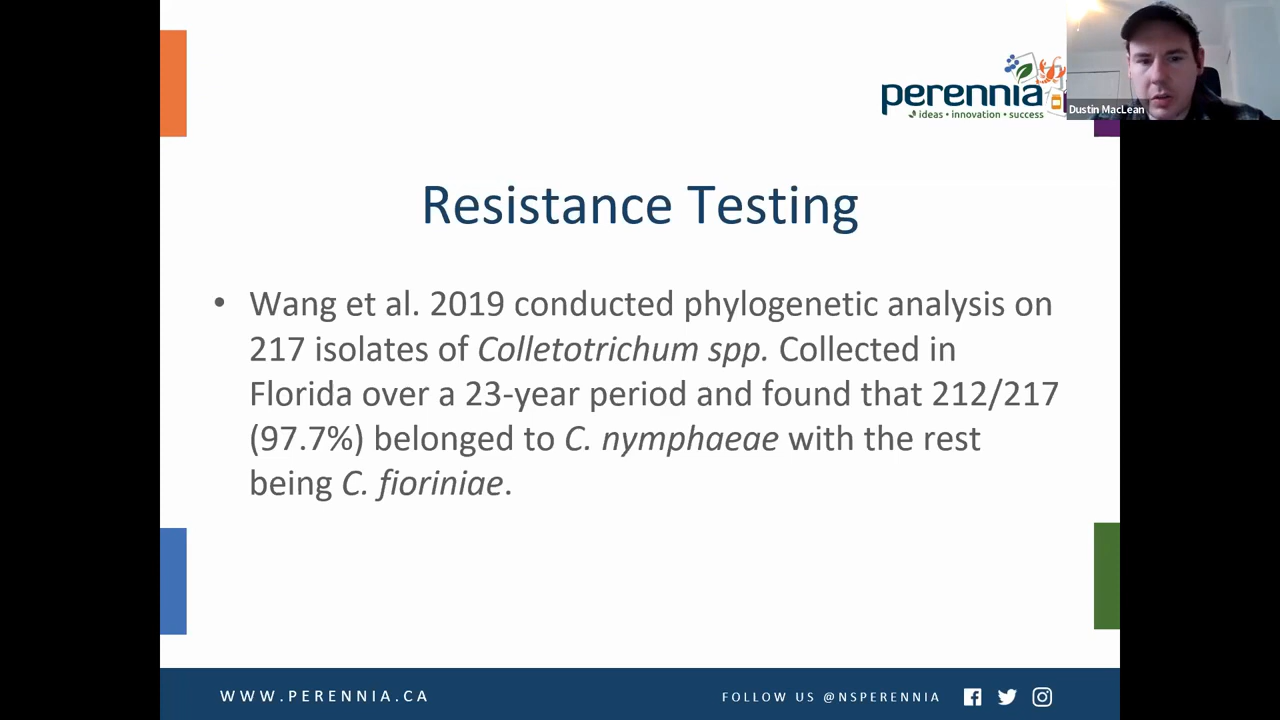 perennia
ideas • innovation • success
Dustin MacLean
Resistance Testing
• Wang et al. 2019 conducted phylogenetic analysis on
217 isolates of Colletotrichum spp. Collected in
Florida over a 23-year period and found that 212/217
(97.7%) belonged to C. nymphaeae with the rest
being C. fioriniae.
WWW.PERENNIA.CA
FOLLOW US @NSPERENNIA